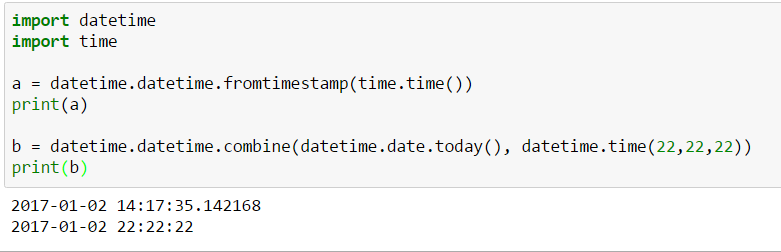 import datetime
import time
a = datetime.datetime.fromtimestamp(time.time())
print(a)
b = datetime.datetime.combine(datetime.date.today(), datetime.time(22,22,22))
print(b)
2017-01-02 14:17:35.142168
2017-01-02 22:22:22